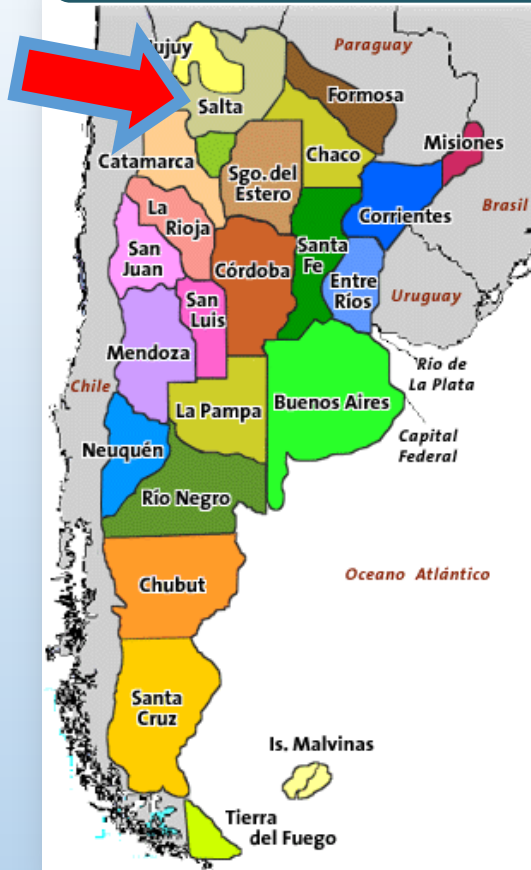 Jujuy
Paraguay
Salta
Formosa
Misiones
Catamarca
Chaco
Sgo. del
Estero
Brasil
La
Rioja
Corrientes
San
Juan
Córdoba
Santa
Fe
Entre
Ríos
San
Luis
Uruguay
Mendoza
Río de
La Plata
Chile
La Pampa
Buenos Aires
Capital
Federal
Neuquén
Río Negro
Chubut
Oceano Atlántico
Santa
Cruz
Is. Malvinas
Tierra
del Fuego